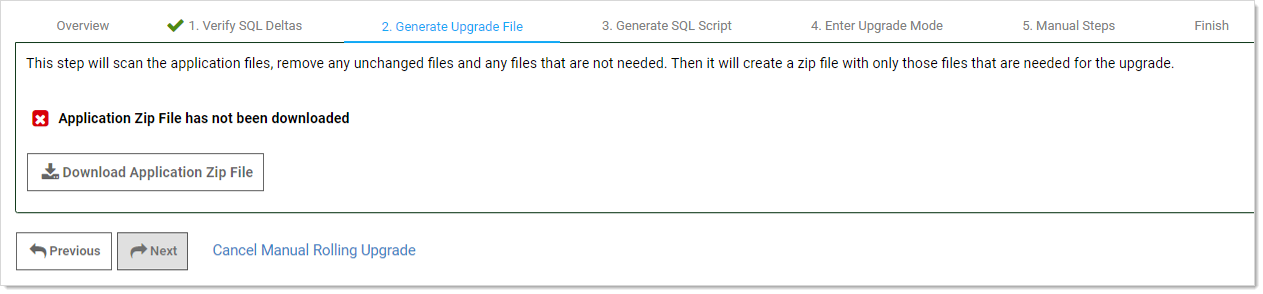 Overview 1. Verify SQL Deltas 2. Generate Upgrade File 3. Generate SQL Script 4. Enter Upgrade Mode 5. Manual Steps Finish
This step will scan the application files, remove any unchanged files and any files that are not needed. Then it will create a zip file with only those files that are needed for the upgrade.
Application Zip File has not been downloaded
Download Application Zip File
Previous Next Cancel Manual Rolling Upgrade